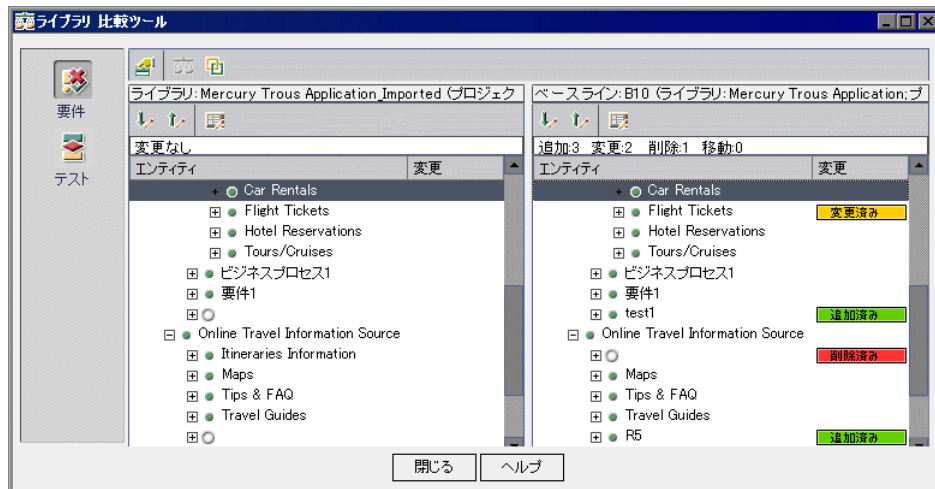 ライブラリ 比較ツール
要件
テスト
ライブラリ:Mercury Trous Application_Imported (プロジェク
変更なし
エンティティ 変更
Car Rentals
Flight Tickets
Hotel Reservations
Tours/Cruises
ビジネスプロセス1
要件1
Online Travel Information Source
Itineraries Information
Maps
Tips & FAQ
Travel Guides
ベースライン:B10 (ライブラリ:Mercury Trous Application;プ
追加:3 変更:2 削除:1 移動:0
エンティティ 変更
Car Rentals
Flight Tickets 変更済み
Hotel Reservations
Tours/Cruises
ビジネスプロセス1
要件1
test1 追加済み
Online Travel Information Source
削除済み
Maps
Tips & FAQ
Travel Guides
R5 追加済み
閉じる
ヘルプ